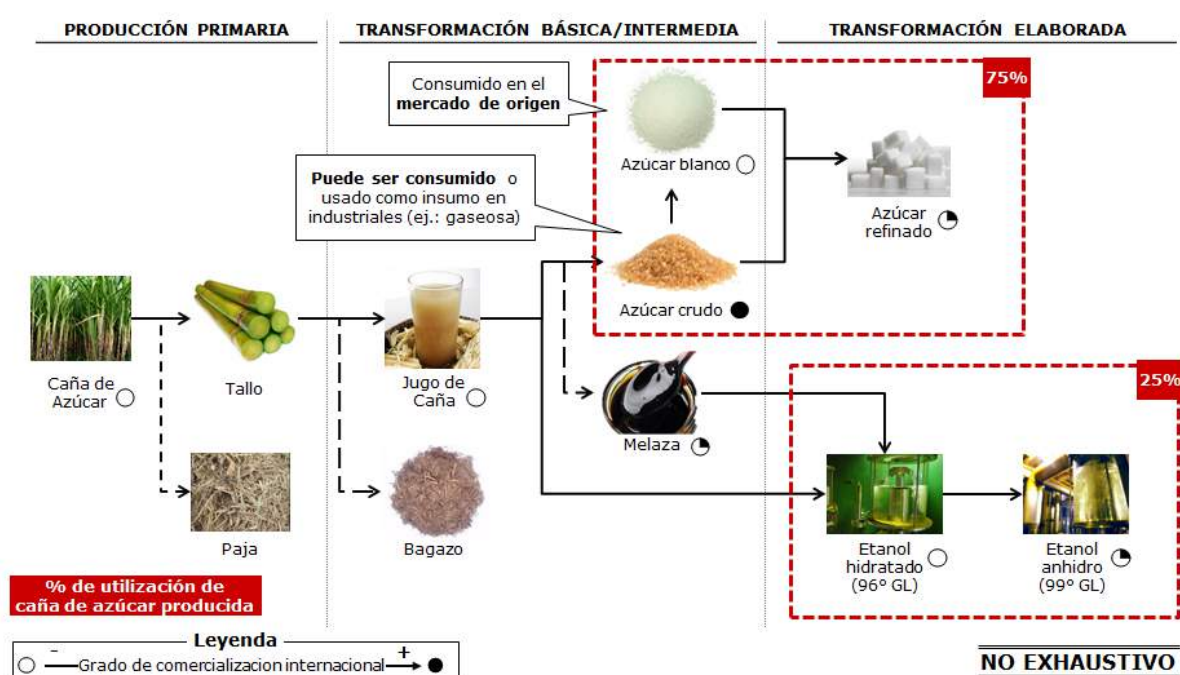 PRODUCCIÓN PRIMARIA
TRANSFORMACIÓN BÁSICA/INTERMEDIA
TRANSFORMACIÓN ELABORADA
75%
Consumido en el
mercado de origen
Azúcar blanco
Puede ser consumido o
usado como insumo en
industriales (ej.: gaseosa)
Azúcar
refinado
Azúcar crudo
Caña de
Azúcar
Tallo
Jugo de
Caña
Melaza
25%
Paja
Bagazo
Etanol
hidratado
(96º GL)
Etanol
anhidro
(99º GL)
% de utilización de
caña de azúcar producida
Leyenda
- Grado de comercializacion internacional +
NO EXHAUSTIVO